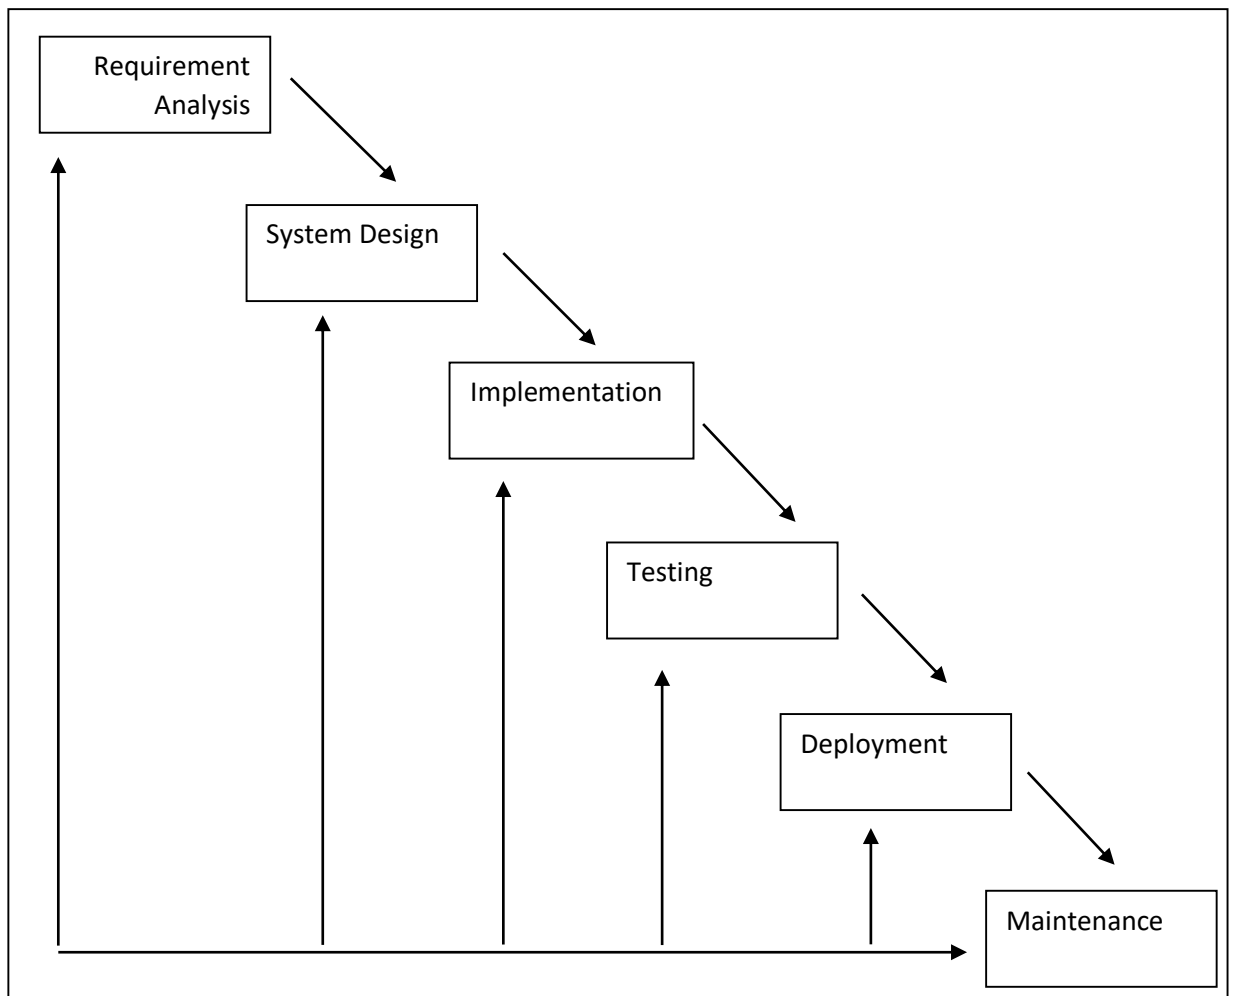 Requirement
Analysis
System Design
Implementation
Testing
Deployment
Maintenance